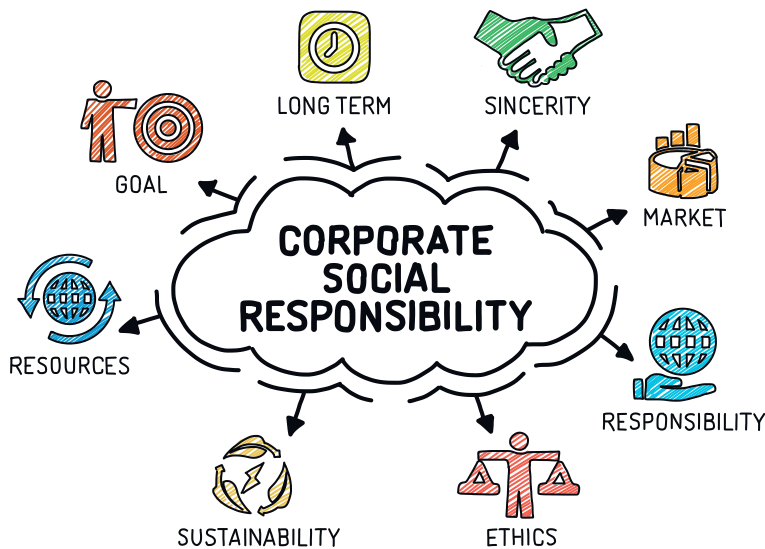 LONG TERM
SINCERITY
GOAL
MARKET
CORPORATE
SOCIAL
RESPONSIBILITY
RESOURCES
RESPONSIBILITY
SUSTAINABILITY
ETHICS